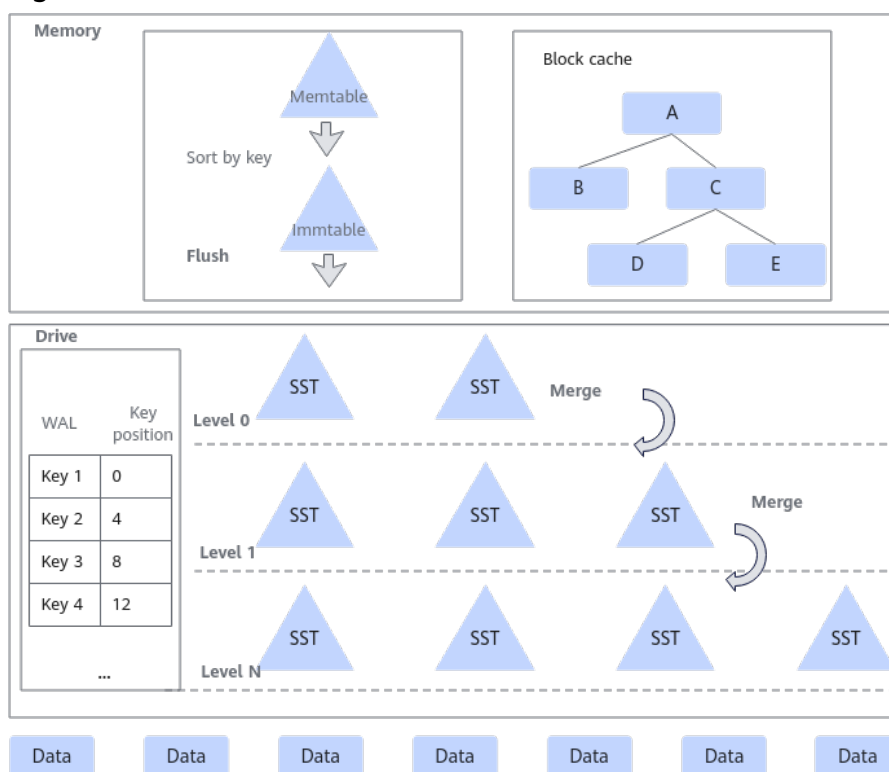 Memory
Memtable
Sort by key
Immtable
Flush
Block cache
A
B
C
D
E
Drive
WAL
Key
position
Key 1
0
Key 2
4
Key 3
8
Key 4
12
...
SST
SST
Merge
Level 0
SST
SST
SST
Merge
Level 1
SST
SST
SST
SST
Level N
Data
Data
Data
Data
Data
Data
Data